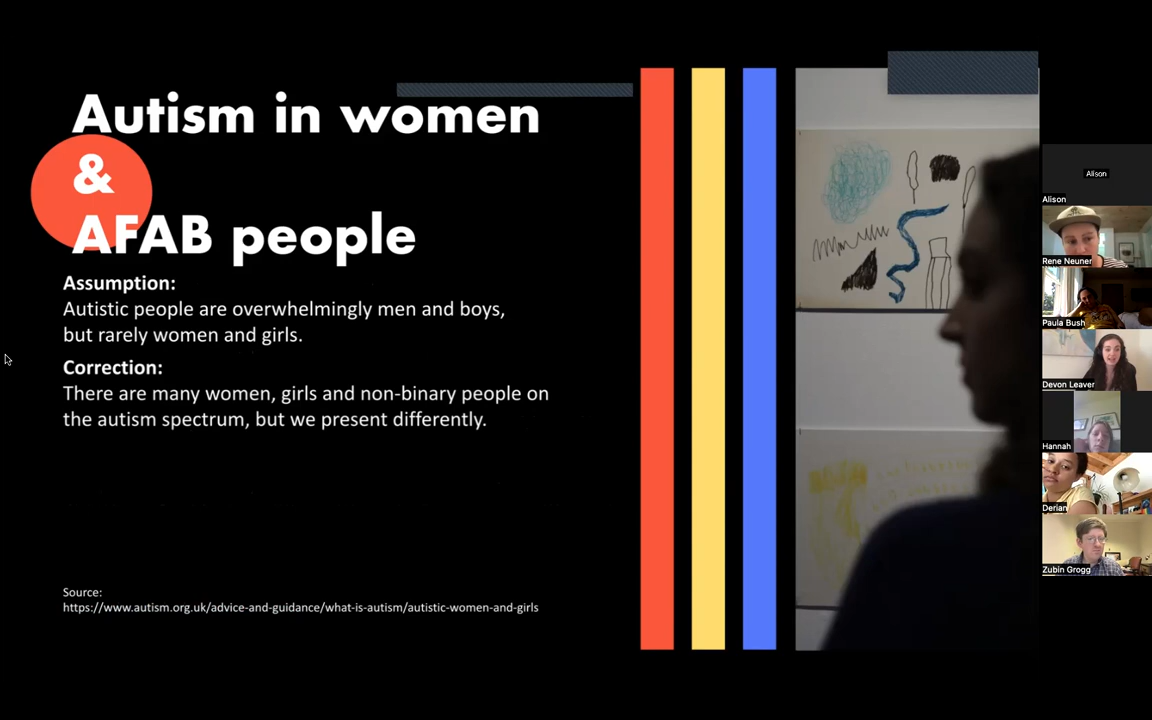 Autism in women
&
AFAB people
Assumption:
Autistic people are overwhelmingly men and boys,
but rarely women and girls.
Correction:
There are many women, girls and non-binary people on
the autism spectrum, but we present differently.
Source:
https://www.autism.org.uk/advice-and-guidance/what-is-autism/autistic-women-and-girls
Alison
Alison
Rene Neuner
Paula Bush
Devon Leaver
Hannah
Derian
Zubin Grogg